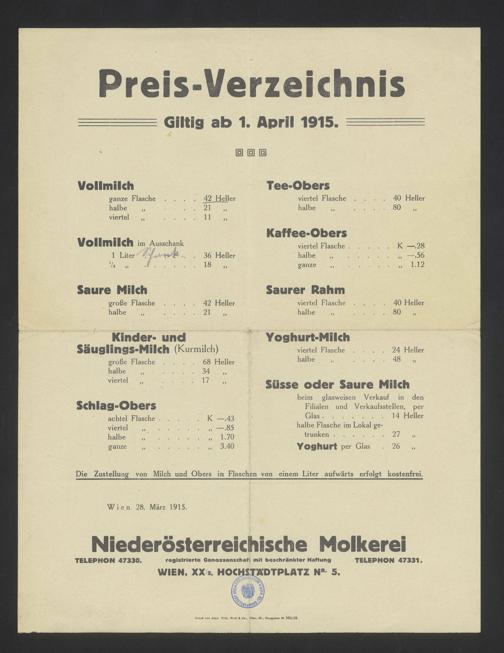 Preis-Verzeichnis
Giltig ab 1. April 1915.
Vollmilch
ganze Flasche . . . . 42 Heller
halbe „ . . . . 21 „
viertel „ . . . . 11 „
Vollmilch im Ausschank
1 Liter . 36 Heller
½ „ . . . . 18 „
Saure Milch
große Flasche . . . . 42 Heller
halbe „ . . . . 21 „
Kinder- und
Säuglings-Milch (Kurmilch)
große Flasche . . . . 68 Heller
halbe „ . . . . 34 „
viertel „ . . . . 17 „
Schlag-Obers
achtel Flasche . . . . K —.43
viertel „ . . . . „ —.85
halbe „ . . . . „ 1.70
ganze „ . . . . „ 3.40
Tee-Obers
viertel Flasche . . . . 40 Heller
halbe „ . . . . 80 „
Kaffee-Obers
viertel Flasche . . . . K —.28
halbe „ . . . . „ —.56
ganze „ . . . . „ 1.12
Saurer Rahm
viertel Flasche . . . . 40 Heller
halbe „ . . . . 80 „
Yoghurt-Milch
viertel Flasche . . . . 24 Heller
halbe „ . . . . 48 „
Süsse oder Saure Milch
beim glasweisen Verkauf in den
Filialen und Verkaufsstellen, per
Glas . . . . . . . 14 Heller
halbe Flasche im Lokal ge-
trunken . . . . . 27 „
Yoghurt per Glas . 26 „
Die Zustellung von Milch und Obers in Flaschen von einem Liter aufwärts erfolgt kostenfrei.
Wien 28. März 1915.
Niederösterreichische Molkerei
TELEPHON 47330. registrierte Genossenschaft mit beschränkter Haftung TELEPHON 47331.
WIEN, XX/2, HOCHSTÄDTPLATZ Nr. 5.